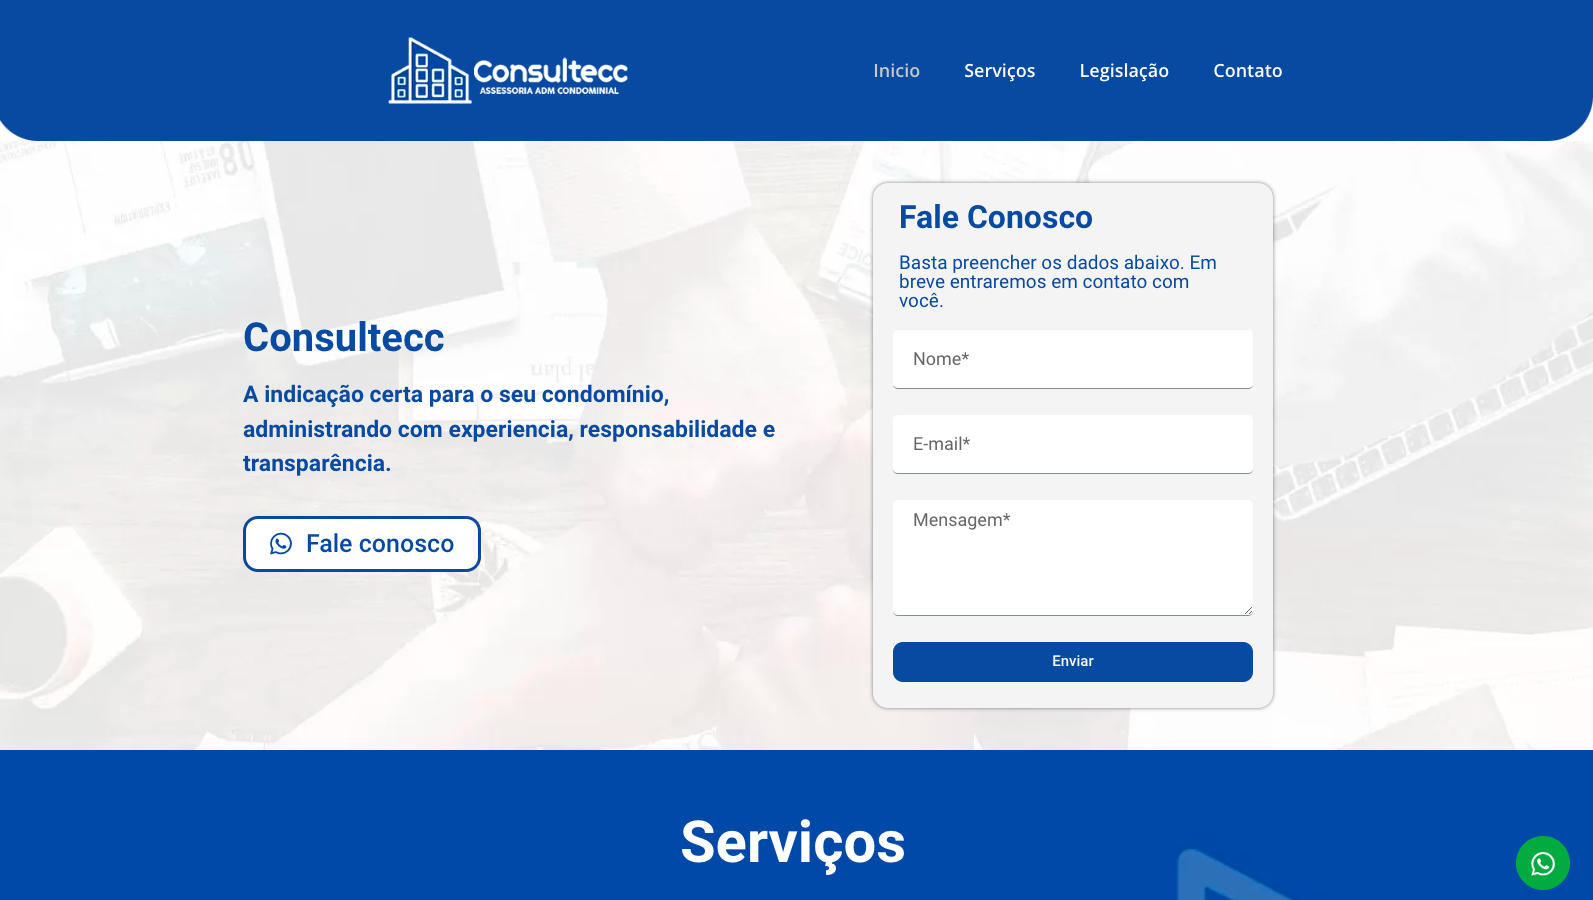 Consultecc
ASSESSORIA ADM CONDOMINIAL
Inicio
Serviços
Legislação
Contato
Consultecc
A indicação certa para o seu condomínio,
administrando com experiencia, responsabilidade e
transparência.
Fale conosco
Fale Conosco
Basta preencher os dados abaixo. Em
breve entraremos em contato com
você.
Nome*
E-mail*
Mensagem*
Enviar
Serviços